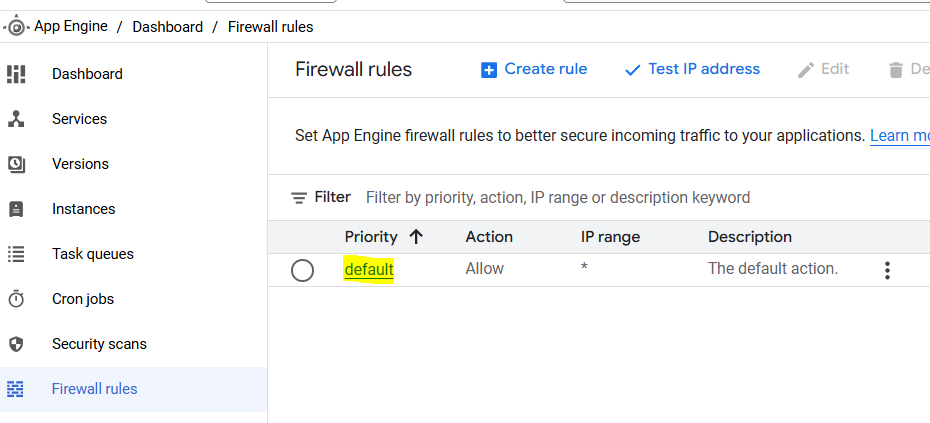 App Engine / Dashboard / Firewall rules
Dashboard
Services
Versions
Instances
Task queues
Cron jobs
Security scans
Firewall rules
Firewall rules Create rule Test IP address Edit De
Set App Engine firewall rules to better secure incoming traffic to your applications. Learn mo
Filter Filter by priority, action, IP range or description keyword
Priority Action IP range Description
default Allow * The default action.